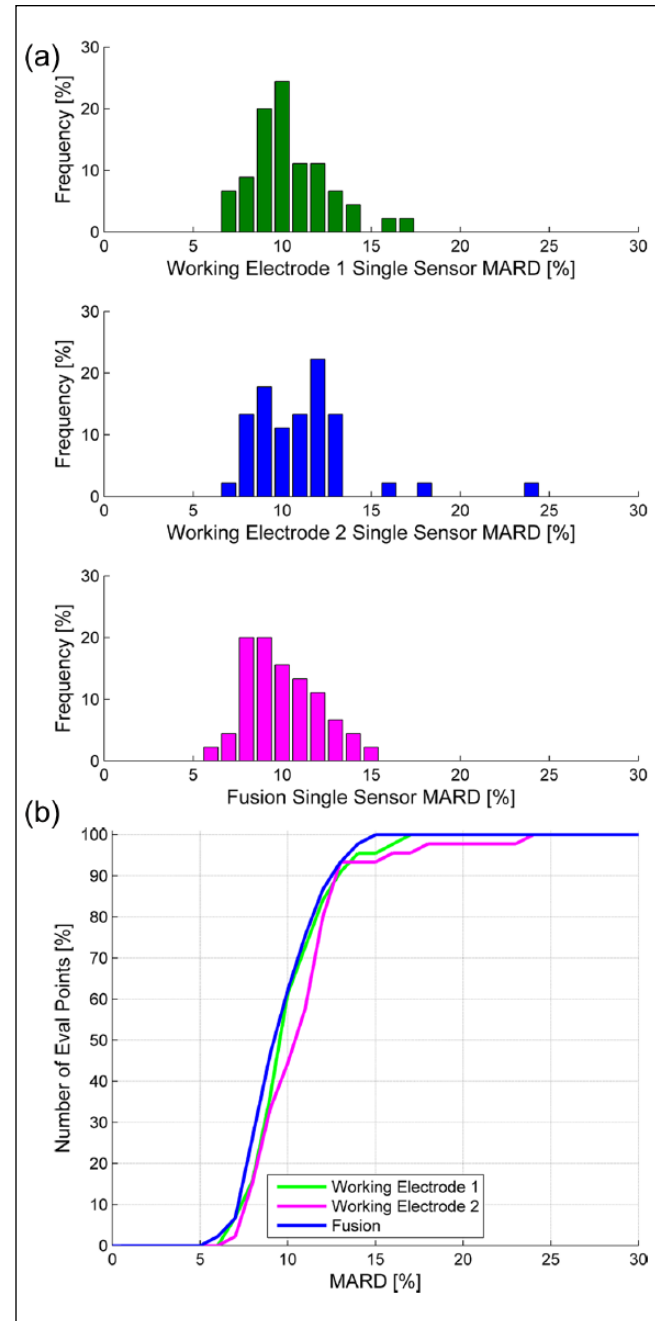 (a)
30
20
10
0
Frequency [%]
0 5 10 15 20 25 30
Working Electrode 1 Single Sensor MARD [%]
30
20
10
0
Frequency [%]
0 5 10 15 20 25 30
Working Electrode 2 Single Sensor MARD [%]
30
20
10
0
Frequency [%]
0 5 10 15 20 25 30
Fusion Single Sensor MARD [%]
(b)
100
90
80
70
60
50
40
30
20
10
0
Number of Eval Points [%]
Working Electrode 1
Working Electrode 2
Fusion
0 5 10 15 20 25 30
MARD [%]